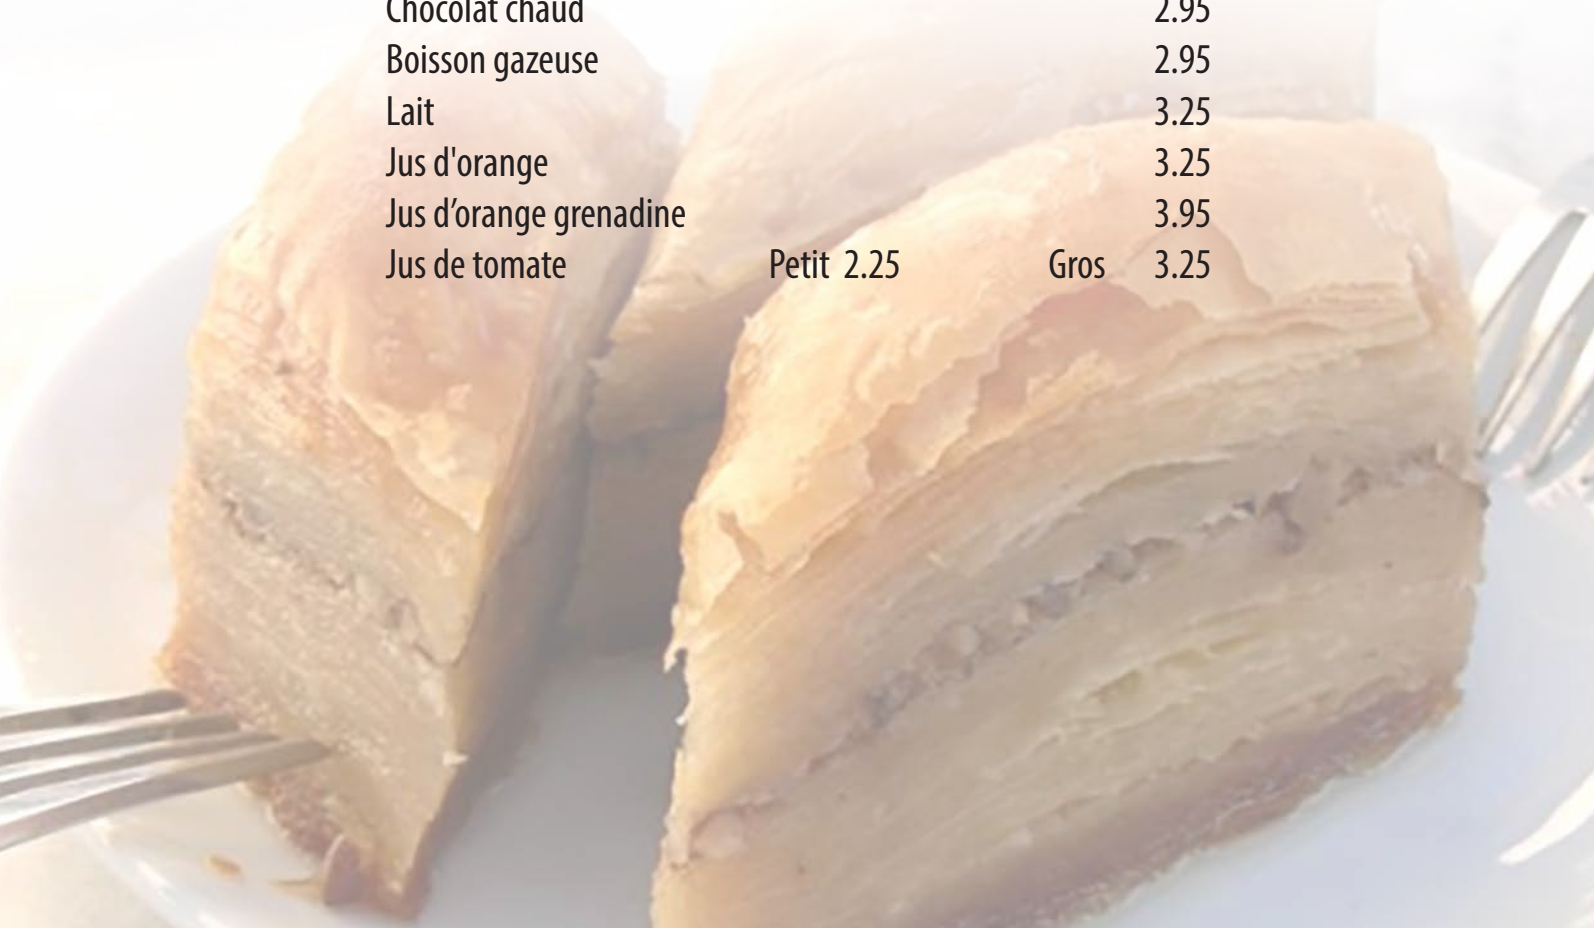 Chocolat chaud 2.95
Boisson gazeuse 2.95
Lait 3.25
Jus d'orange 3.25
Jus d’orange grenadine 3.95
Jus de tomate Petit 2.25 Gros 3.25